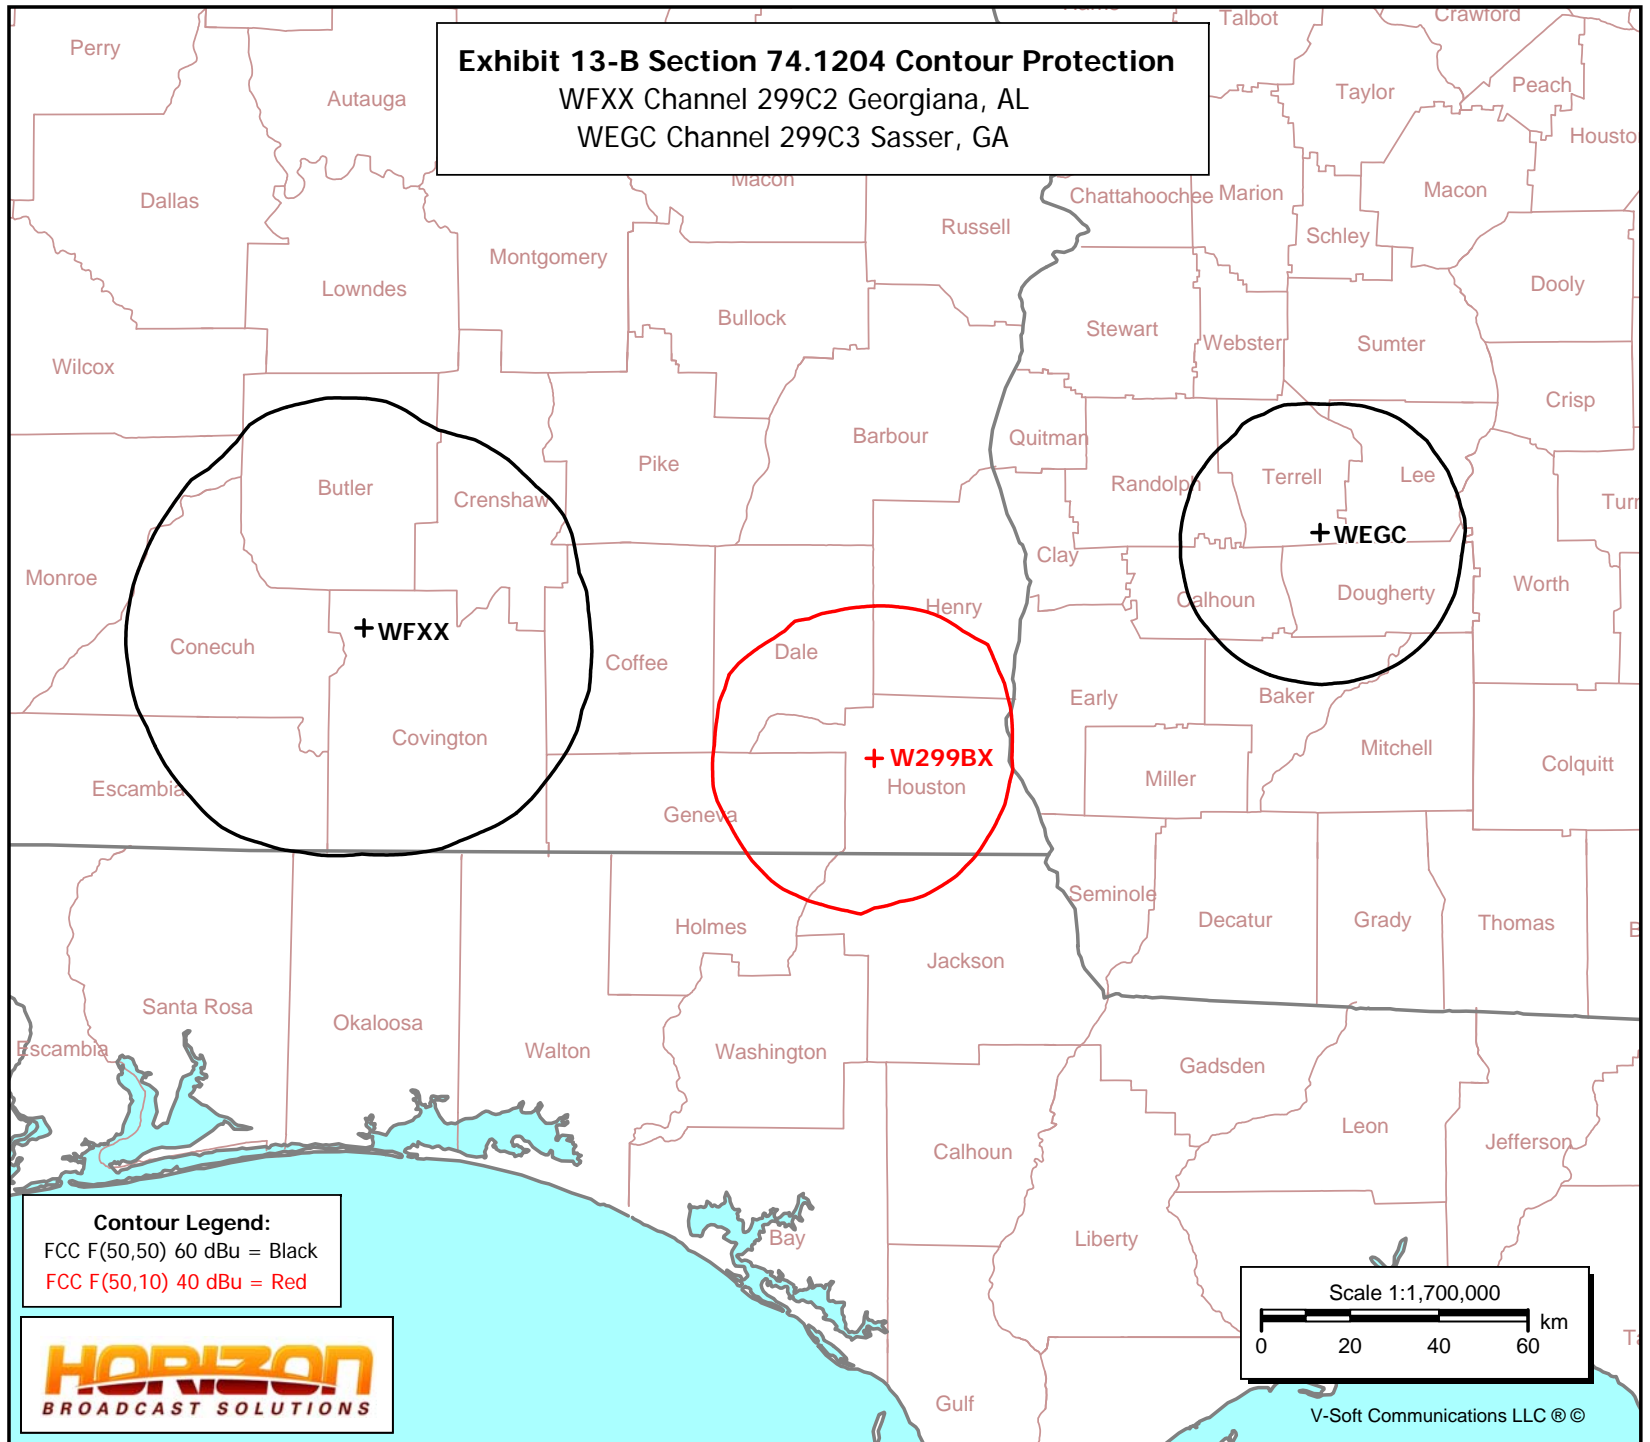 Exhibit 13-B Section 74.1204 Contour Protection
WFXX Channel 299C2 Georgiana, AL
WEGC Channel 299C3 Sasser, GA
Talbot
Crawford
Perry
Autauga
Taylor
Peach
Dallas
Macon
Chattahoochee
Marion
Macon
Russell
Schley
Montgomery
Lowndes
Dooly
Bullock
Stewart
Webster
Sumter
Wilcox
Crisp
Barbour
Quitman
Pike
Butler
Crenshaw
Randolph
Terrell
Lee
WEGC
Clay
Monroe
Worth
Henry
Calhoun
Dougherty
WFXX
Conecuh
Coffee
Dale
Early
Baker
Covington
Mitchell
W299BX
Houston
Miller
Colquitt
Escambia
Geneva
Seminole
Holmes
Decatur
Grady
Thomas
Jackson
Santa Rosa
Okaloosa
Escambia
Walton
Washington
Gadsden
Leon
Jefferson
Calhoun
Liberty
Bay
Gulf
Contour Legend:
FCC F(50,50) 60 dBu = Black
FCC F(50,10) 40 dBu = Red
HORIZON
BROADCAST SOLUTIONS
Scale 1:1,700,000
km
0 20 40 60
V-Soft Communications LLC ® ©